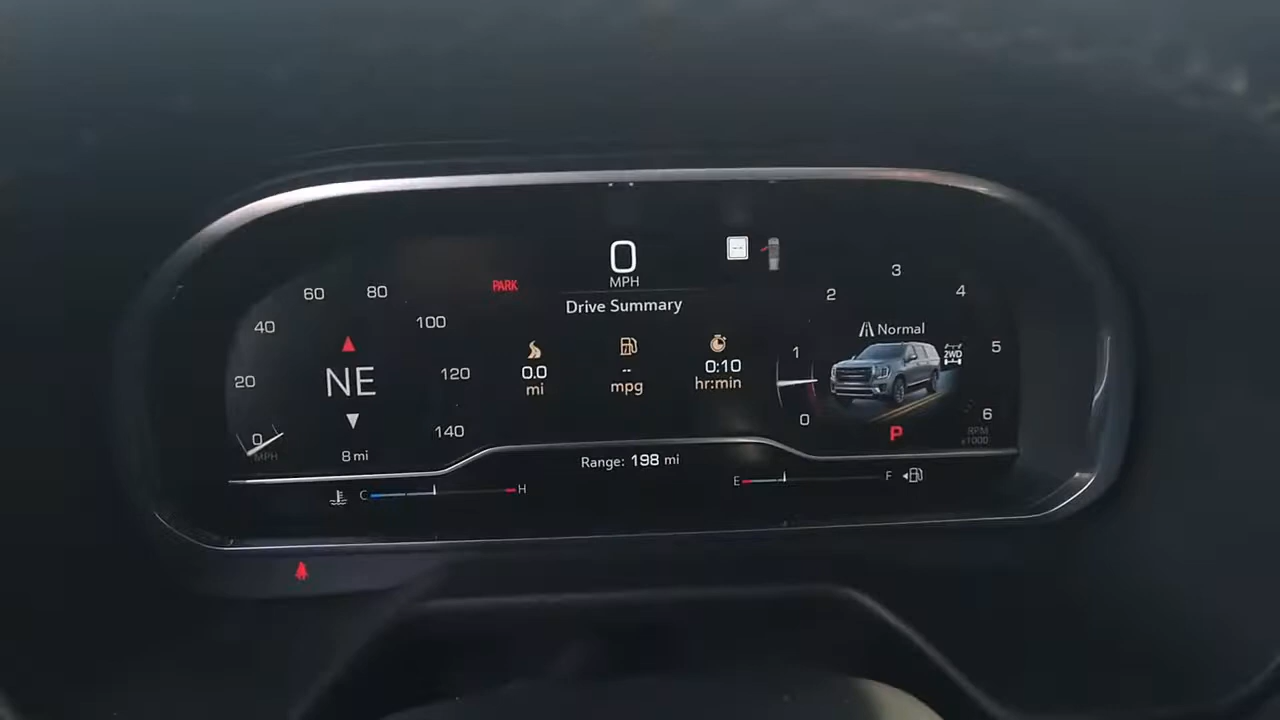 0
MPH
PARK
Drive Summary
0.0
mi
--
mpg
0:10
hr:min
0
20
40
60
80
100
120
140
MPH
NE
8 mi
0
1
2
3
4
5
6
RPM
x1000
Normal
2WD
P
Range: 198 mi
C
H
E
F